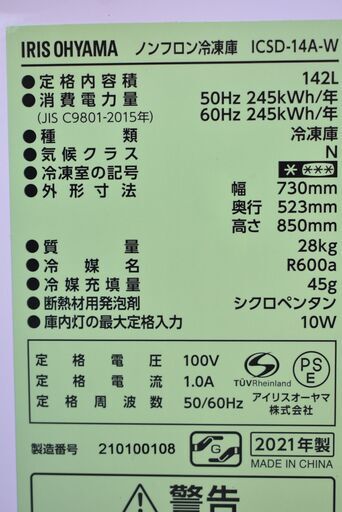 IRIS OHYAMA ノンフロン冷凍庫 ICSD-14A-W
●定格内容積 142L
●消費電力量 50Hz 245kWh/年
(JIS C9801-2015年) 60Hz 245kWh/年
●種類 冷凍庫
●気候クラス N
●冷凍室の記号 * ***
●外形寸法 幅 730mm
奥行 523mm
高さ 850mm
●質量 28kg
●冷媒名 R600a
●冷媒充填量 45g
●断熱材用発泡剤 シクロペンタン
●庫内灯の最大定格入力 10W
定格電圧 100V
定格電流 1.0A
定格周波数 50/60Hz
TÜVRheinland
PS
E
アイリスオーヤマ
株式会社
製造番号 210100108
G
2021年製
MADE IN CHINA
警告